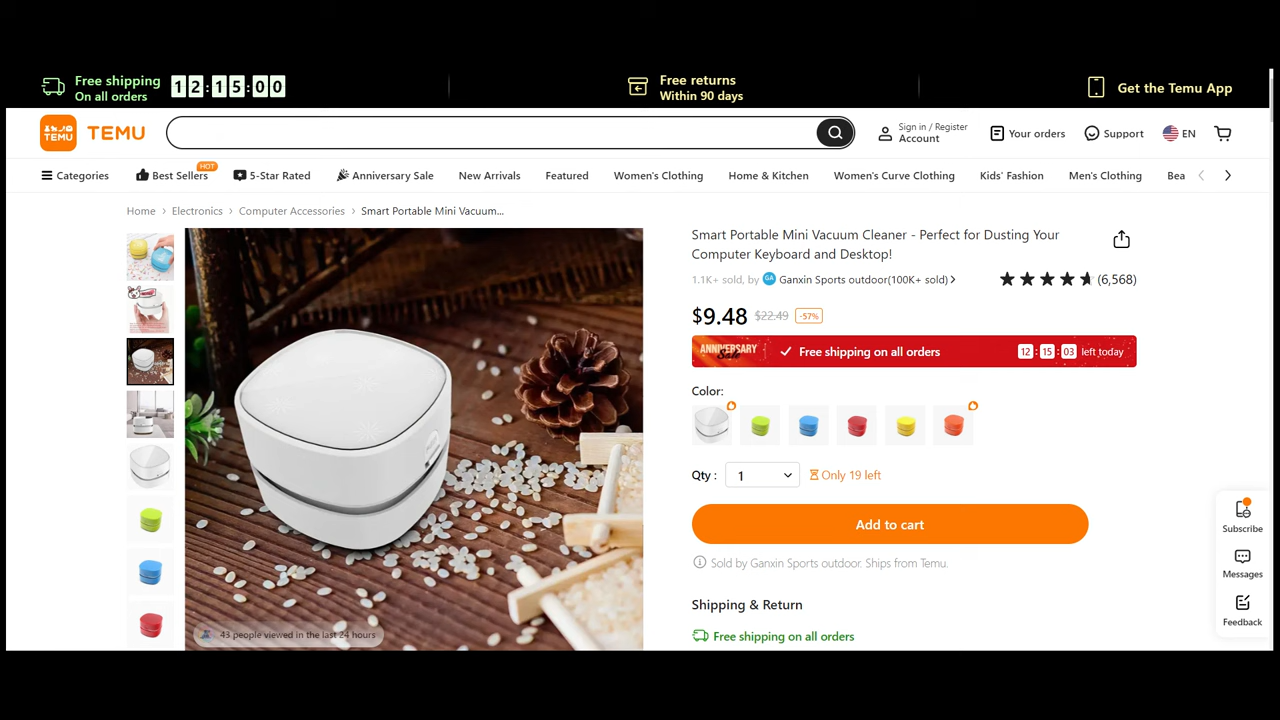 Free shipping
On all orders
12:15:00
Free returns
Within 90 days
Get the Temu App
TEMU
TEMU
Sign in / Register
Account
Your orders
Support
EN
Categories
Best Sellers
HOT
5-Star Rated
Anniversary Sale
New Arrivals
Featured
Women's Clothing
Home & Kitchen
Women's Curve Clothing
Kids' Fashion
Men's Clothing
Bea
Home > Electronics > Computer Accessories > Smart Portable Mini Vacuum...
Smart Portable Mini Vacuum Cleaner - Perfect for Dusting Your
Computer Keyboard and Desktop!
1.1K+ sold, by GA Ganxin Sports outdoor(100K+ sold)
(6,568)
$9.48 $22.49 -57%
ANNIVERSARY
Sale
Free shipping on all orders
12:15:03 left today
Color:
Qty : 1
Only 19 left
Add to cart
Sold by Ganxin Sports outdoor. Ships from Temu.
Shipping & Return
Free shipping on all orders
43 people viewed in the last 24 hours
Subscribe
Messages
Feedback